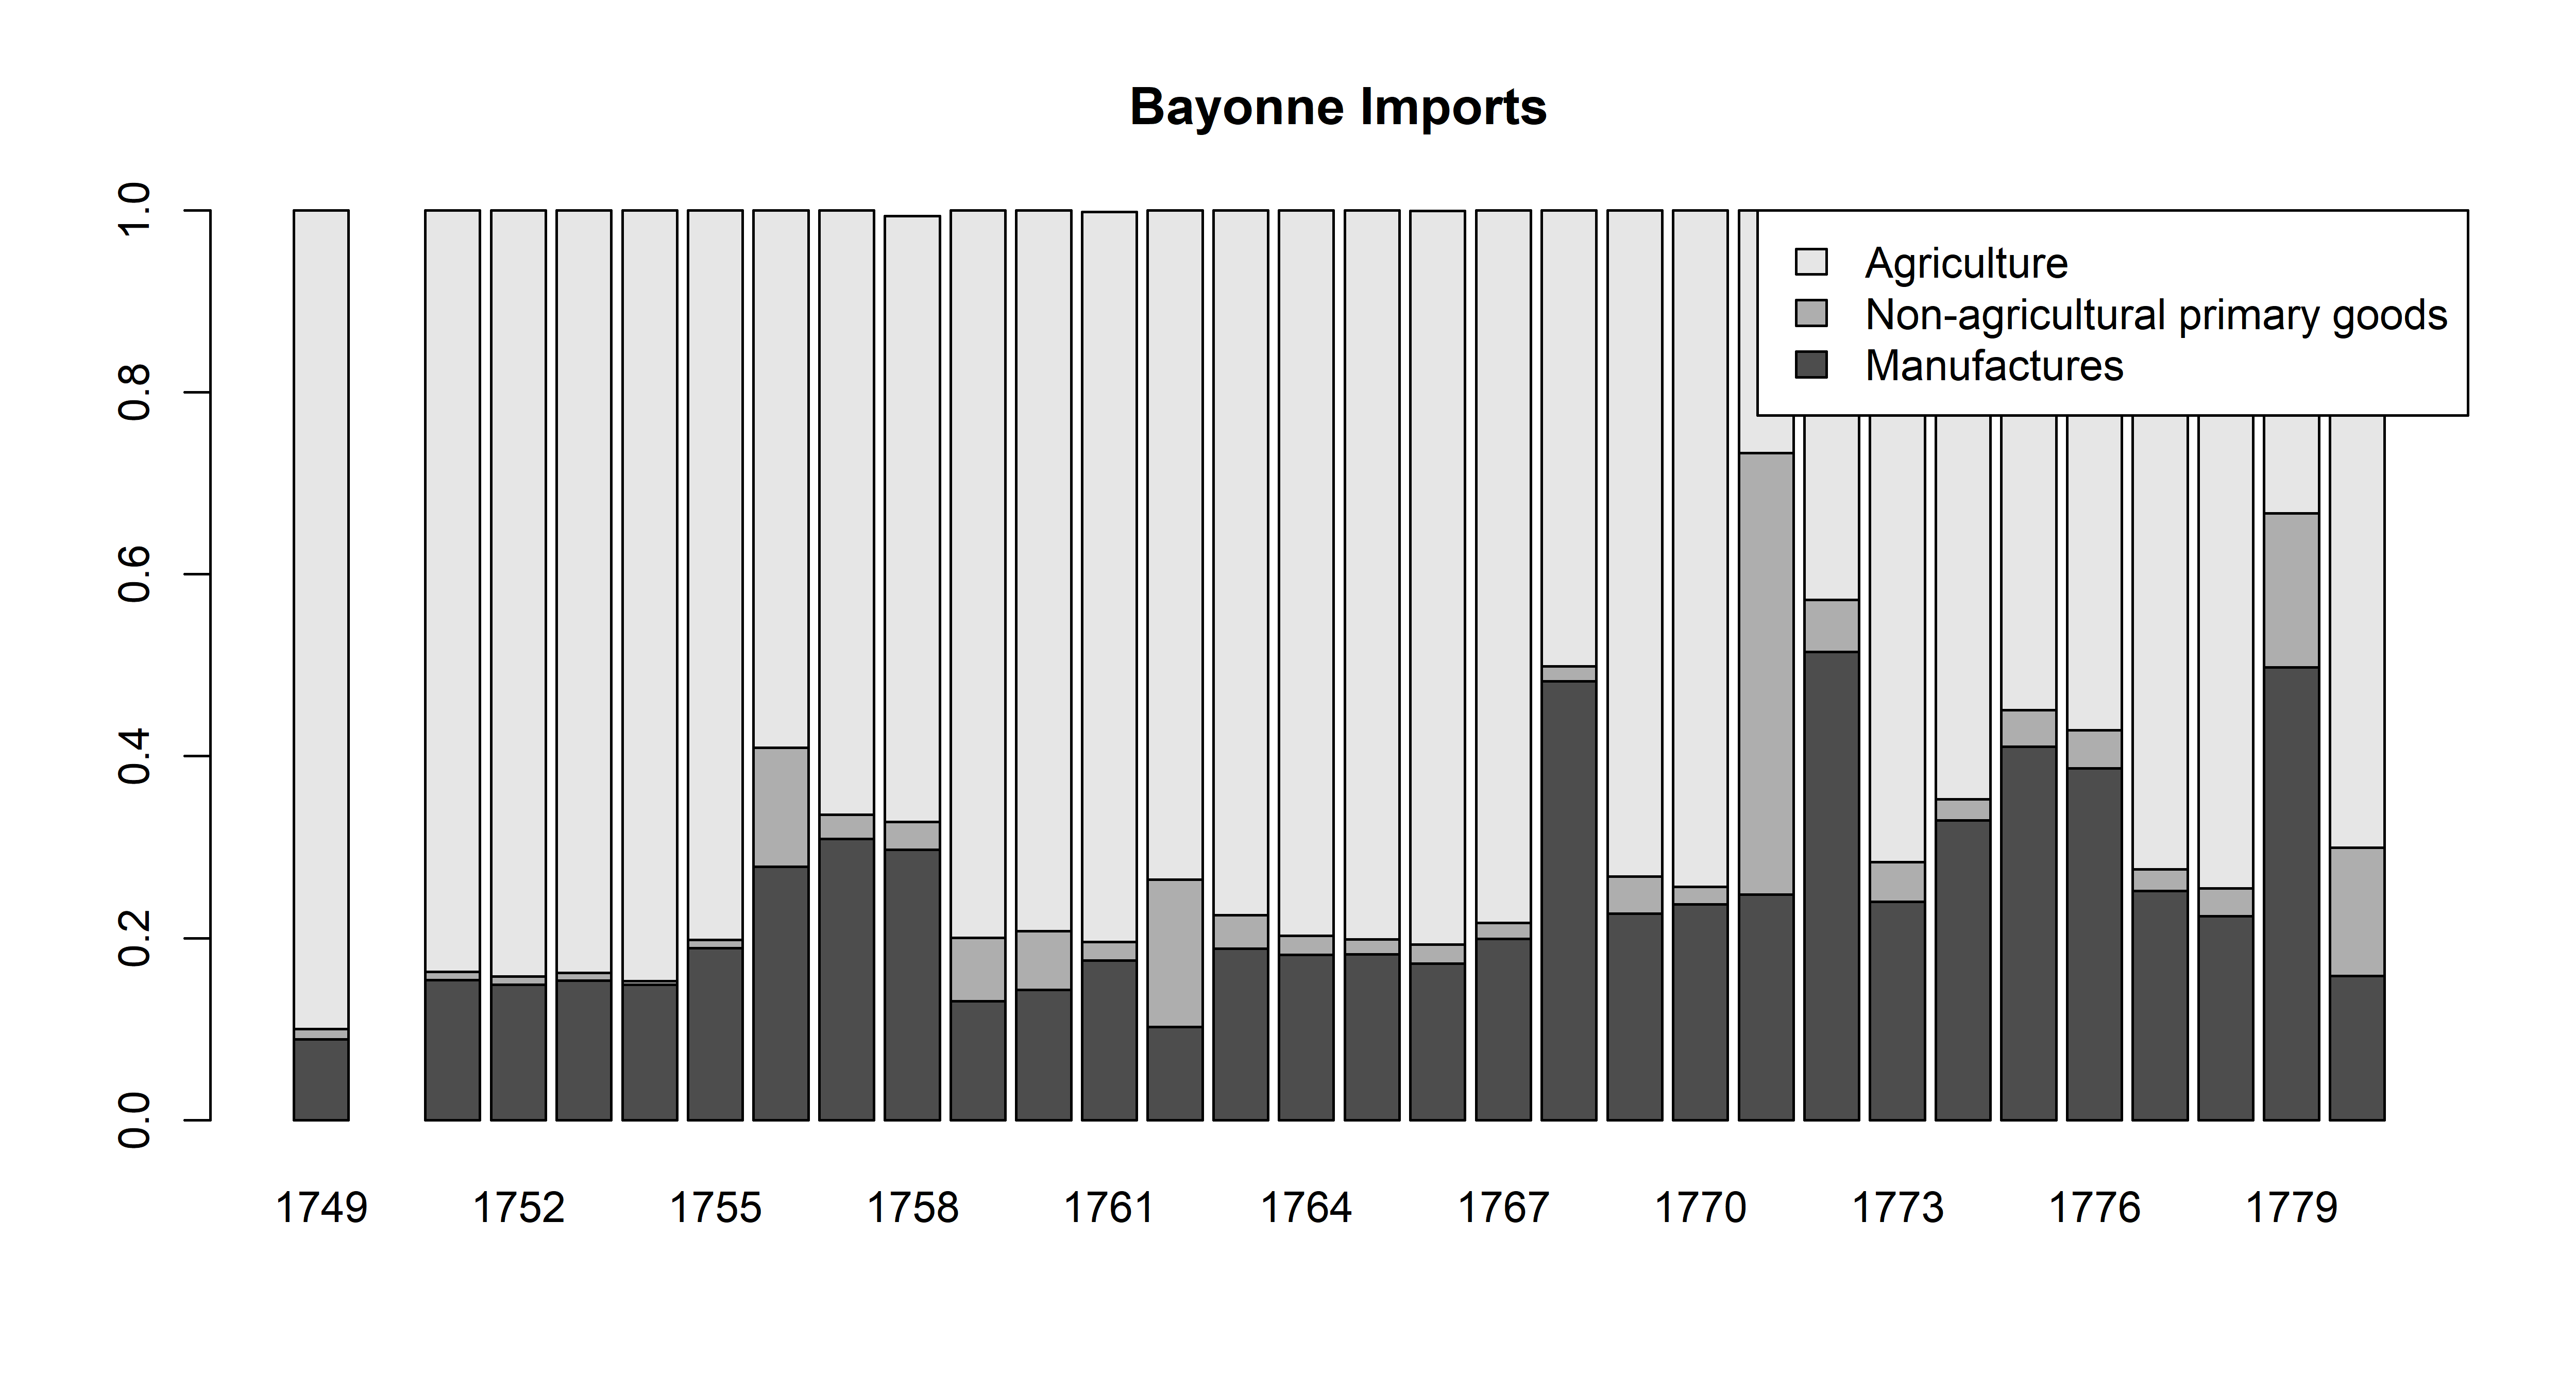 Bayonne Imports
1.0
0.8
0.6
0.4
0.2
0.0
Agriculture
Non-agricultural primary goods
Manufactures
1749 1752 1755 1758 1761 1764 1767 1770 1773 1776 1779